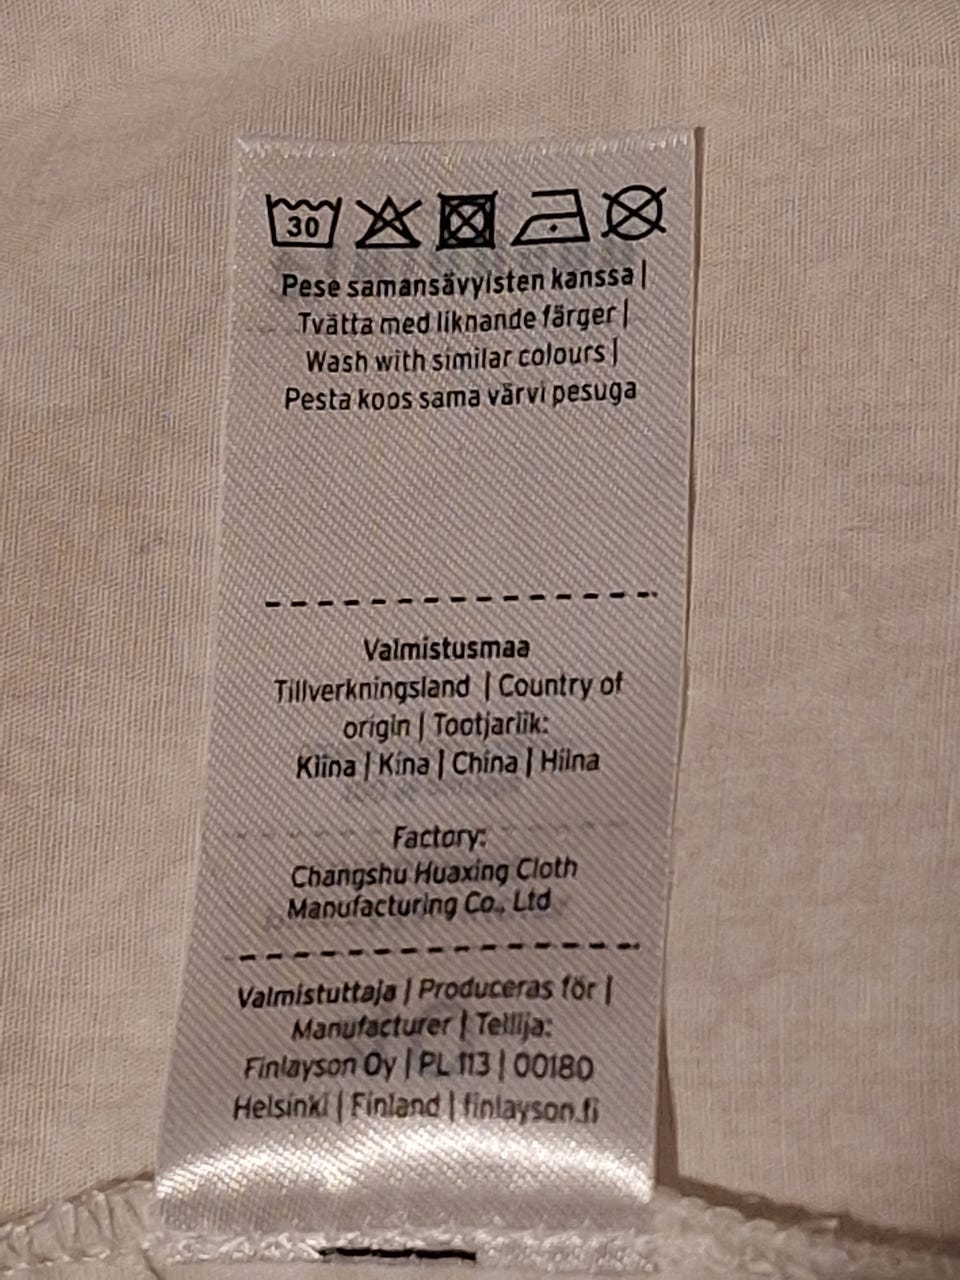 30
Pese samansävyisten kanssa |
Tvätta med liknande färger |
Wash with similar colours |
Pesta koos sama värvi pesuga
Valmistusmaa
Tillverkningsland | Country of
origin | Tootjariik:
Kiina | Kina | China | Hiina
Factory:
Changshu Huaxing Cloth
Manufacturing Co., Ltd
Valmistuttaja | Produceras för |
Manufacturer | Tellija:
Finlayson Oy | PL 113 | 00180
Helsinki | Finland | finlayson.fi